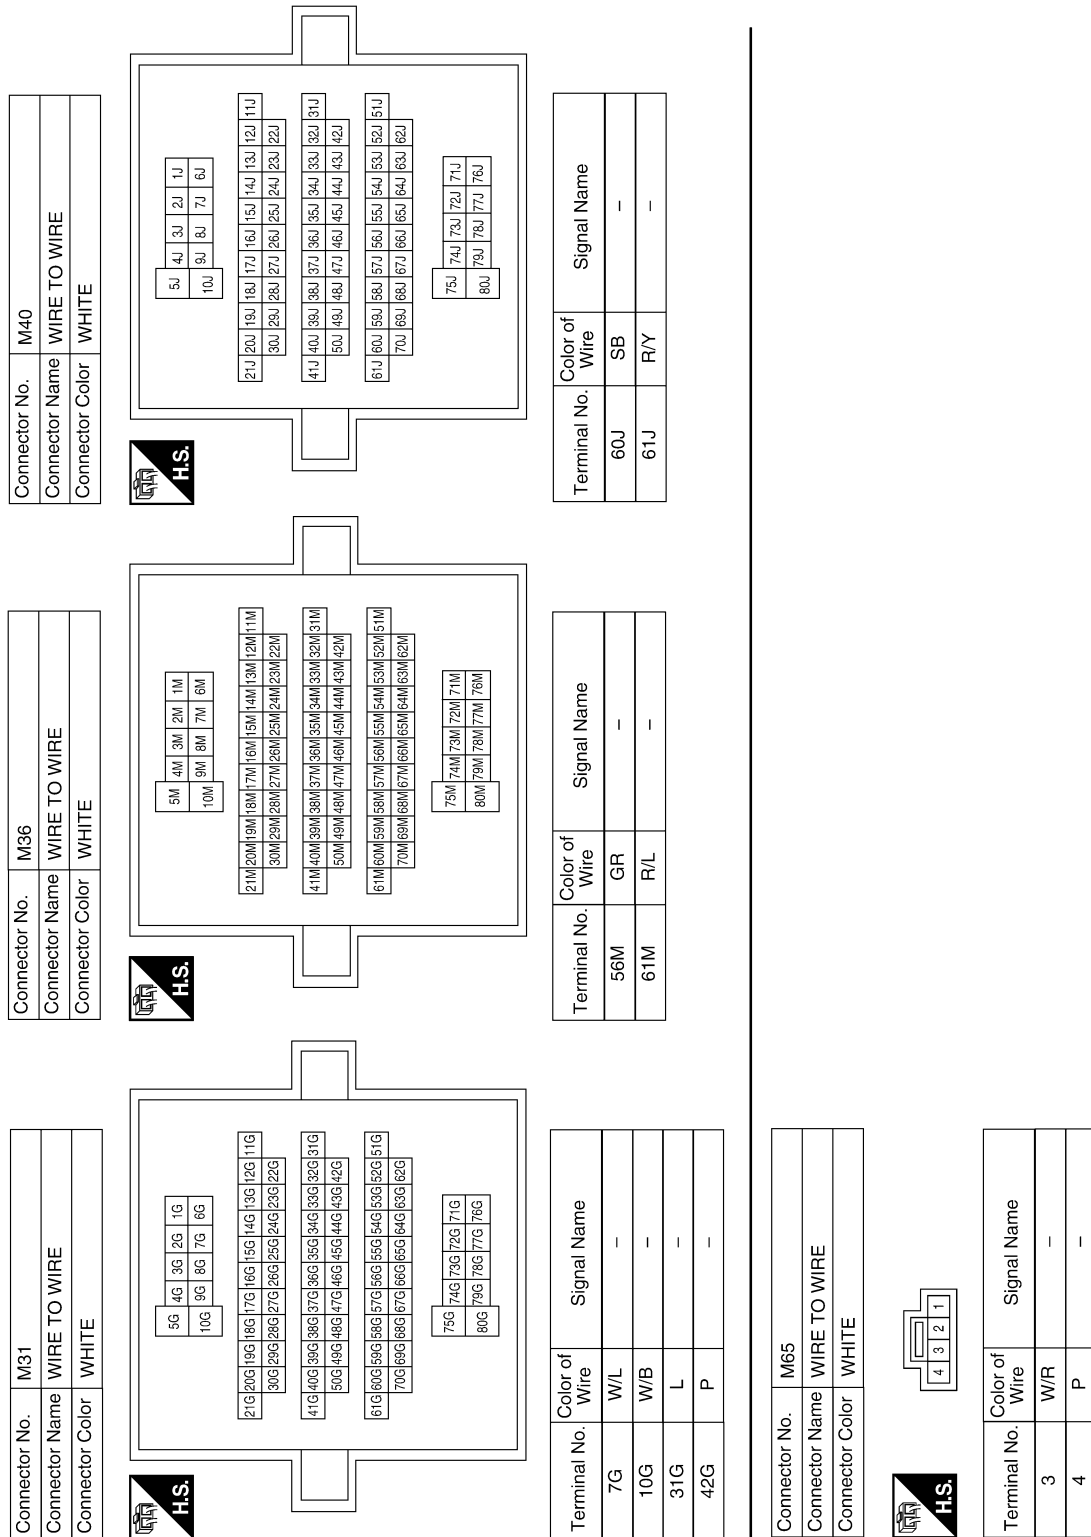 Connector No. M31
Connector Name WIRE TO WIRE
Connector Color WHITE
H.S.
5G 4G 3G 2G 1G
10G 9G 8G 7G 6G
21G 20G 19G 18G 17G 16G 15G 14G 13G 12G 11G
30G 29G 28G 27G 26G 25G 24G 23G 22G
41G 40G 39G 38G 37G 36G 35G 34G 33G 32G 31G
50G 49G 48G 47G 46G 45G 44G 43G 42G
61G 60G 59G 58G 57G 56G 55G 54G 53G 52G 51G
70G 69G 68G 67G 66G 65G 64G 63G 62G
75G 74G 73G 72G 71G
80G 79G 78G 77G 76G
Terminal No. Color of Wire Signal Name
7G W/L –
10G W/B –
31G L –
42G P –
Connector No. M36
Connector Name WIRE TO WIRE
Connector Color WHITE
H.S.
5M 4M 3M 2M 1M
10M 9M 8M 7M 6M
21M 20M 19M 18M 17M 16M 15M 14M 13M 12M 11M
30M 29M 28M 27M 26M 25M 24M 23M 22M
41M 40M 39M 38M 37M 36M 35M 34M 33M 32M 31M
50M 49M 48M 47M 46M 45M 44M 43M 42M
61M 60M 59M 58M 57M 56M 55M 54M 53M 52M 51M
70M 69M 68M 67M 66M 65M 64M 63M 62M
75M 74M 73M 72M 71M
80M 79M 78M 77M 76M
Terminal No. Color of Wire Signal Name
56M GR –
61M R/L –
Connector No. M40
Connector Name WIRE TO WIRE
Connector Color WHITE
H.S.
5J 4J 3J 2J 1J
10J 9J 8J 7J 6J
21J 20J 19J 18J 17J 16J 15J 14J 13J 12J 11J
30J 29J 28J 27J 26J 25J 24J 23J 22J
41J 40J 39J 38J 37J 36J 35J 34J 33J 32J 31J
50J 49J 48J 47J 46J 45J 44J 43J 42J
61J 60J 59J 58J 57J 56J 55J 54J 53J 52J 51J
70J 69J 68J 67J 66J 65J 64J 63J 62J
75J 74J 73J 72J 71J
80J 79J 78J 77J 76J
Terminal No. Color of Wire Signal Name
60J SB –
61J R/Y –
Connector No. M65
Connector Name WIRE TO WIRE
Connector Color WHITE
H.S.
4 3 2 1
Terminal No. Color of Wire Signal Name
3 W/R –
4 P –